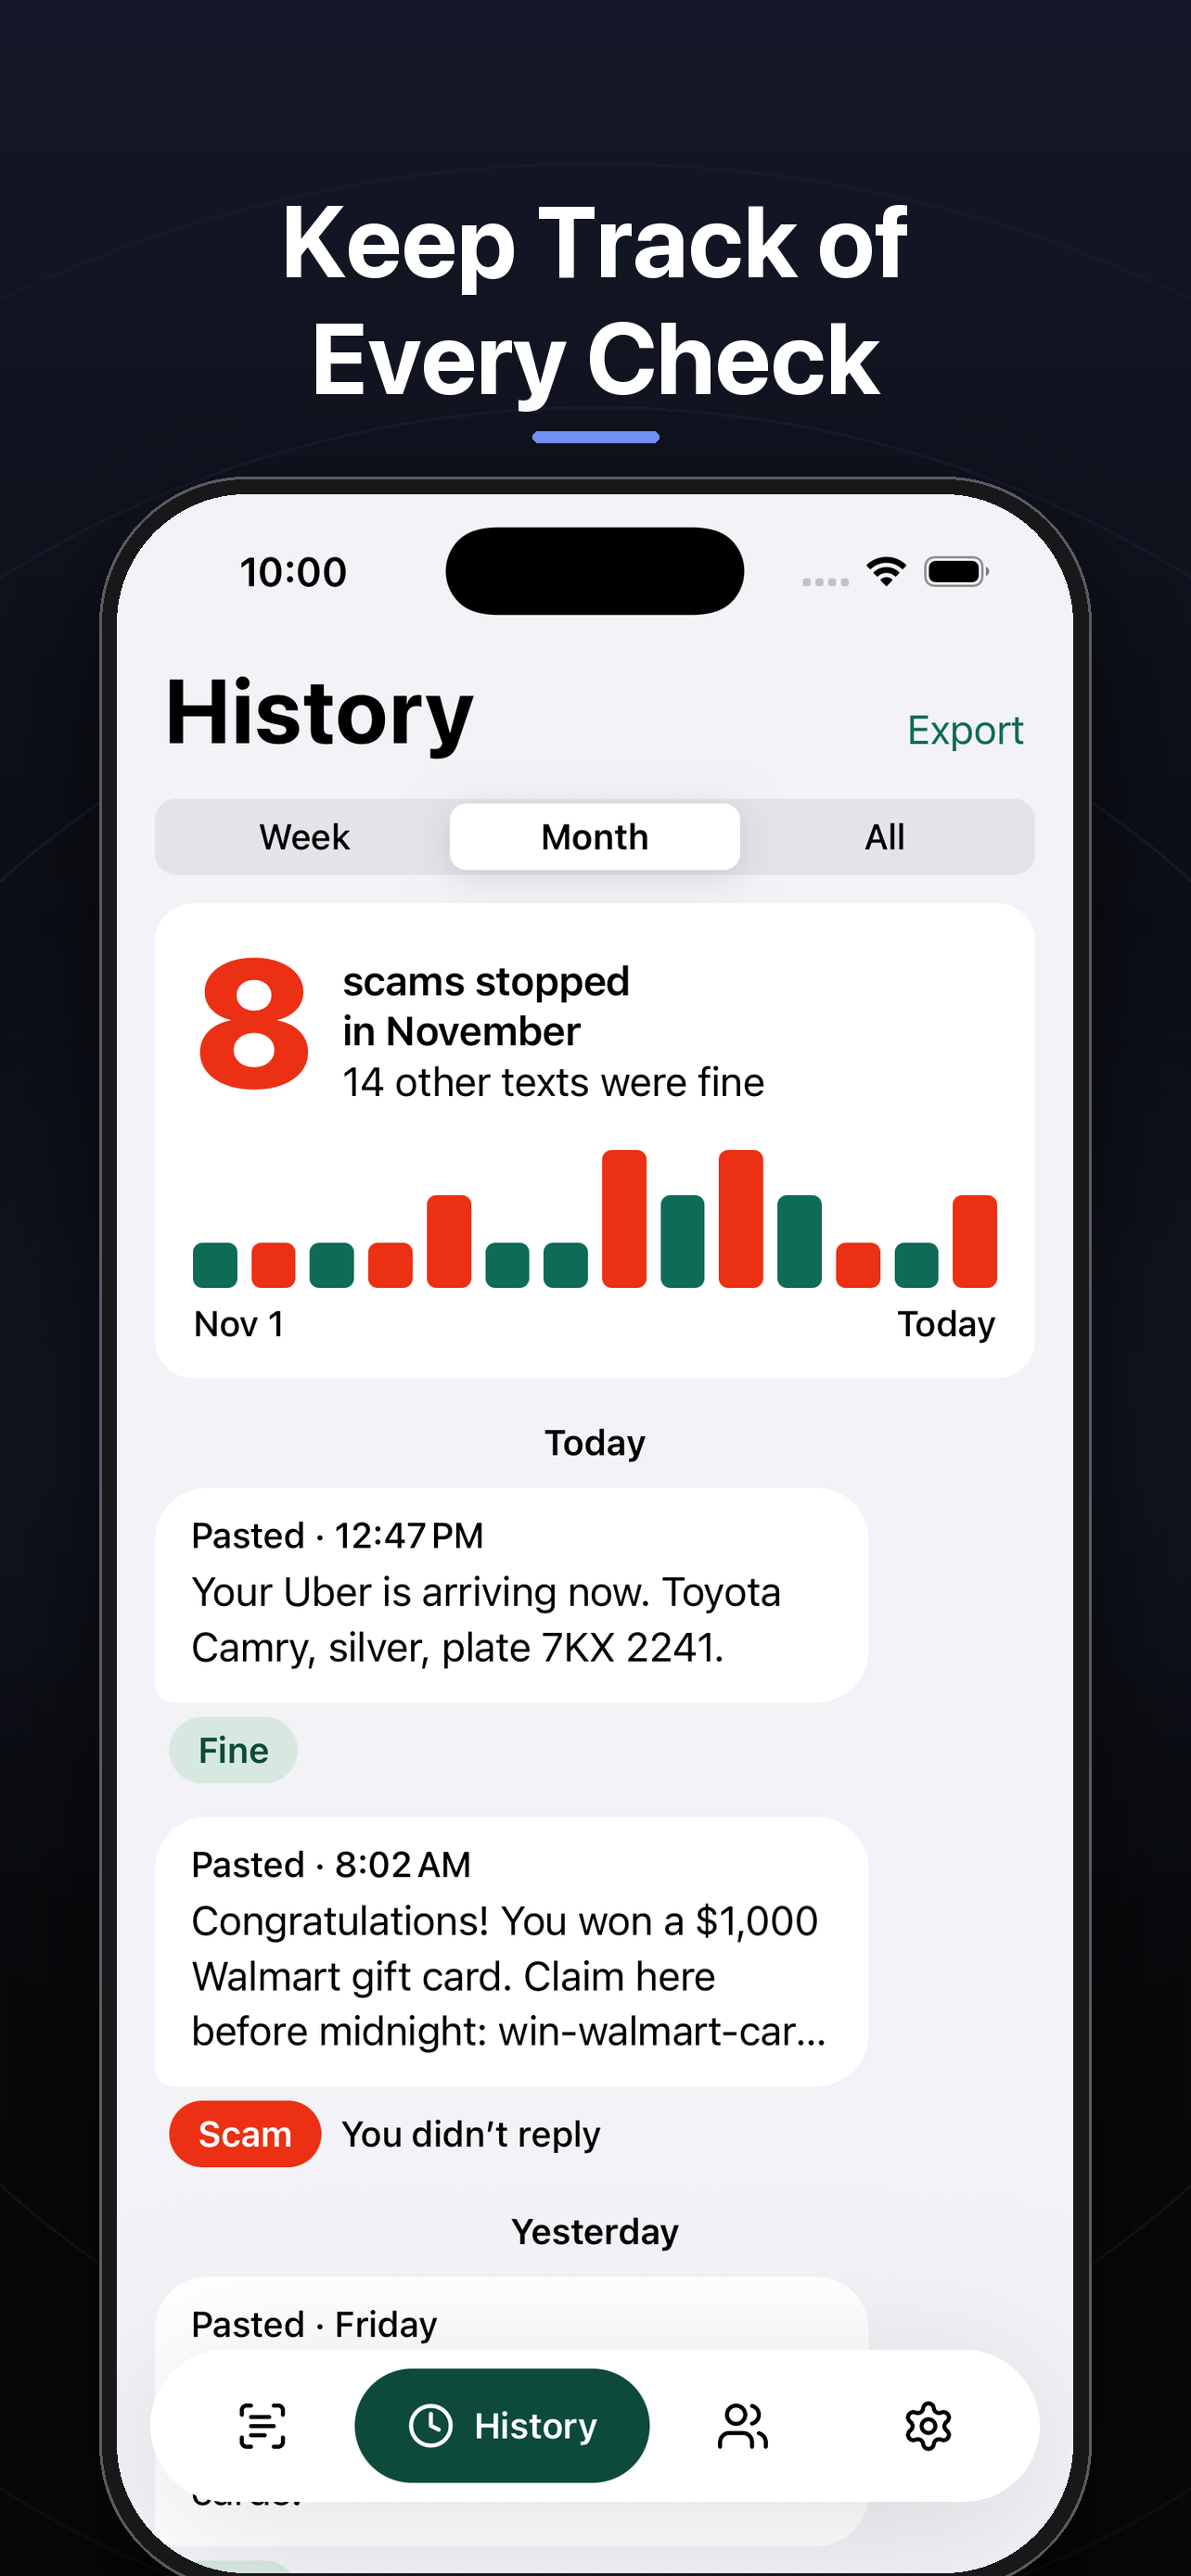 Keep Track of
Every Check
10:00
History
Export
Week
Month
All
8
scams stopped
in November
14 other texts were fine
Nov 1
Today
Today
Pasted · 12:47 PM
Your Uber is arriving now. Toyota
Camry, silver, plate 7KX 2241.
Fine
Pasted · 8:02 AM
Congratulations! You won a $1,000
Walmart gift card. Claim here
before midnight: win-walmart-car...
Scam
You didn’t reply
Yesterday
Pasted · Friday
History